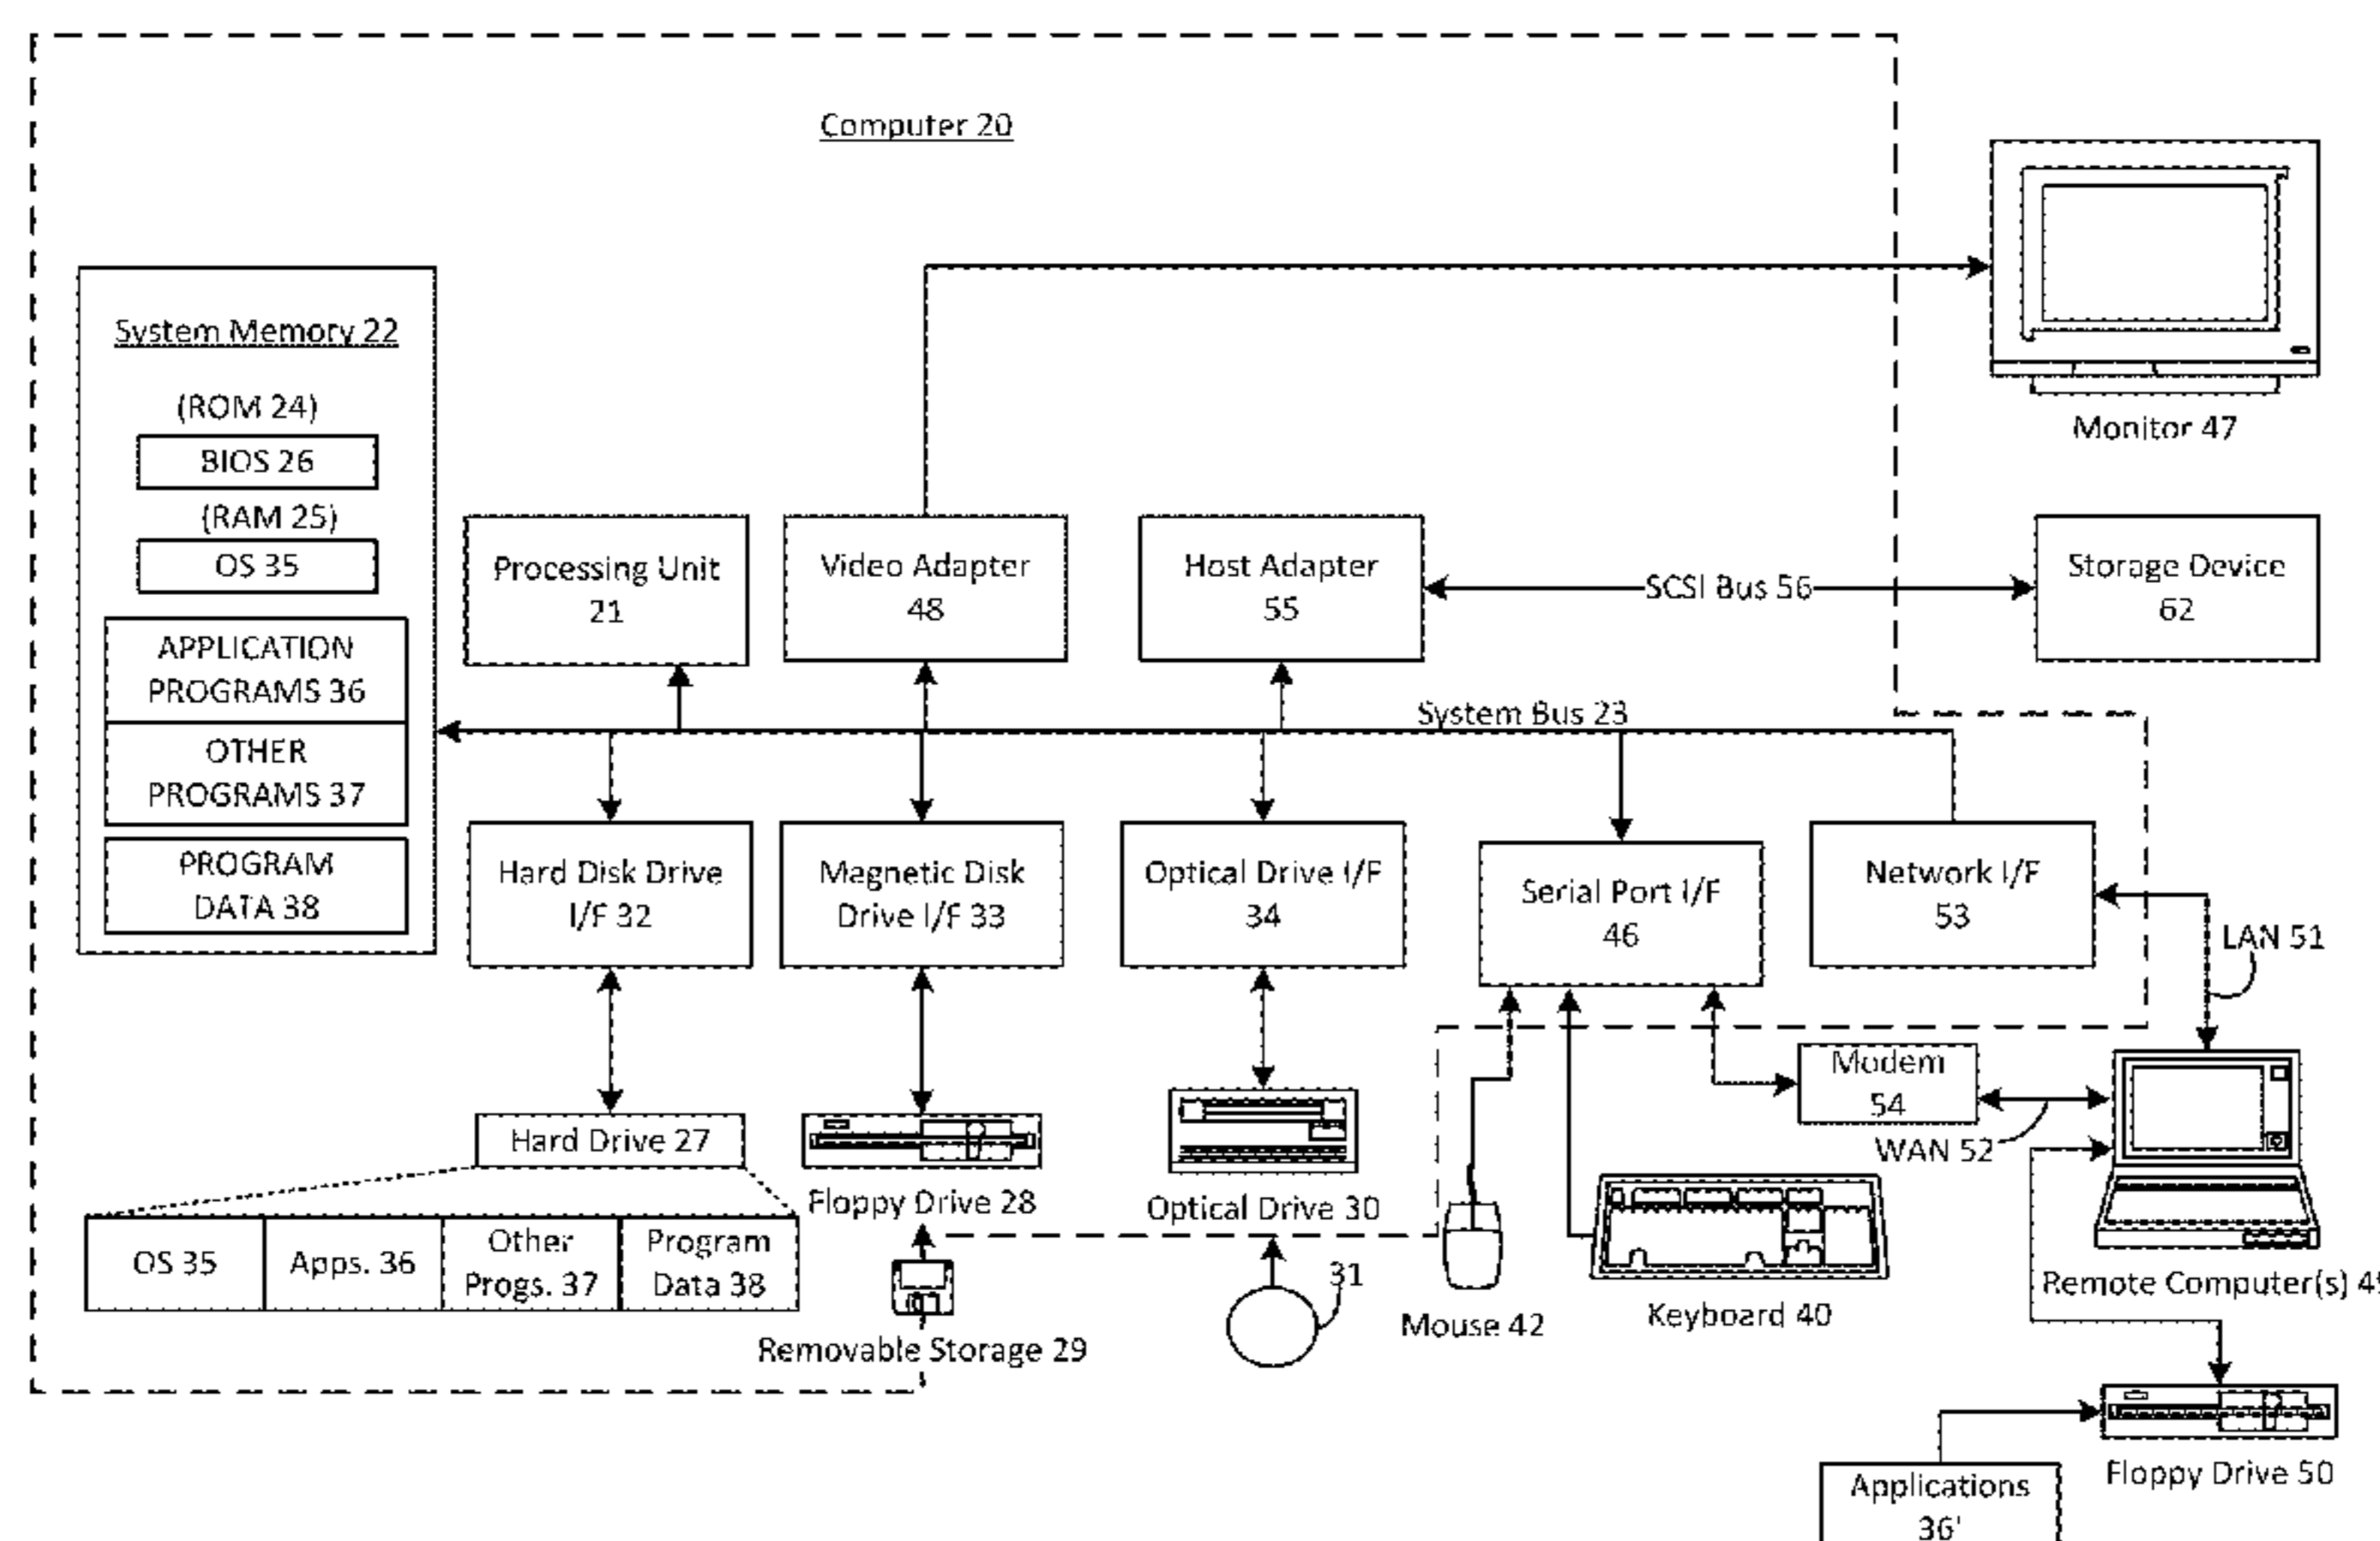 Computer 20
Monitor 47
System Memory 22
(ROM 24)
BIOS 26
(RAM 25)
OS 35
APPLICATION
PROGRAMS 36
OTHER
PROGRAMS 37
PROGRAM
DATA 38
Processing Unit
21
Video Adapter
48
Host Adapter
55
SCSI Bus 56
Storage Device
62
System Bus 23
Hard Disk Drive
I/F 32
Magnetic Disk
Drive I/F 33
Optical Drive I/F
34
Serial Port I/F
46
Network I/F
53
LAN 51
Modem
54
WAN 52
Hard Drive 27
Floppy Drive 28
Optical Drive 30
OS 35
Apps. 36
Other
Progs. 37
Program
Data 38
Removable Storage 29
31
Mouse 42
Keyboard 40
Remote Computer(s)
Floppy Drive 50
Applications
36'